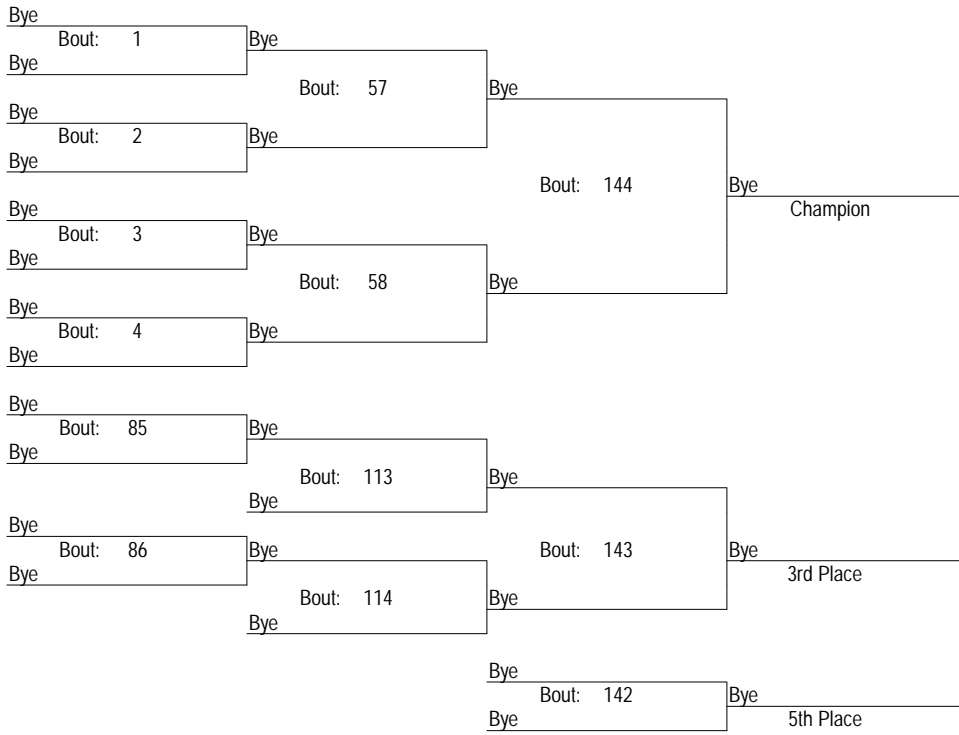 Bye
Bout: 1 Bye
Bye
Bout: 57 Bye
Bye
Bout: 2 Bye
Bye
Bout: 144 Bye
Champion
Bye
Bout: 3 Bye
Bye
Bout: 58 Bye
Bye
Bout: 4 Bye
Bye
Bye
Bout: 85 Bye
Bye
Bout: 113 Bye
Bye
Bye
Bout: 86 Bye
Bye
Bout: 143 Bye
3rd Place
Bout: 114 Bye
Bye
Bye
Bout: 142 Bye
Bye
5th Place